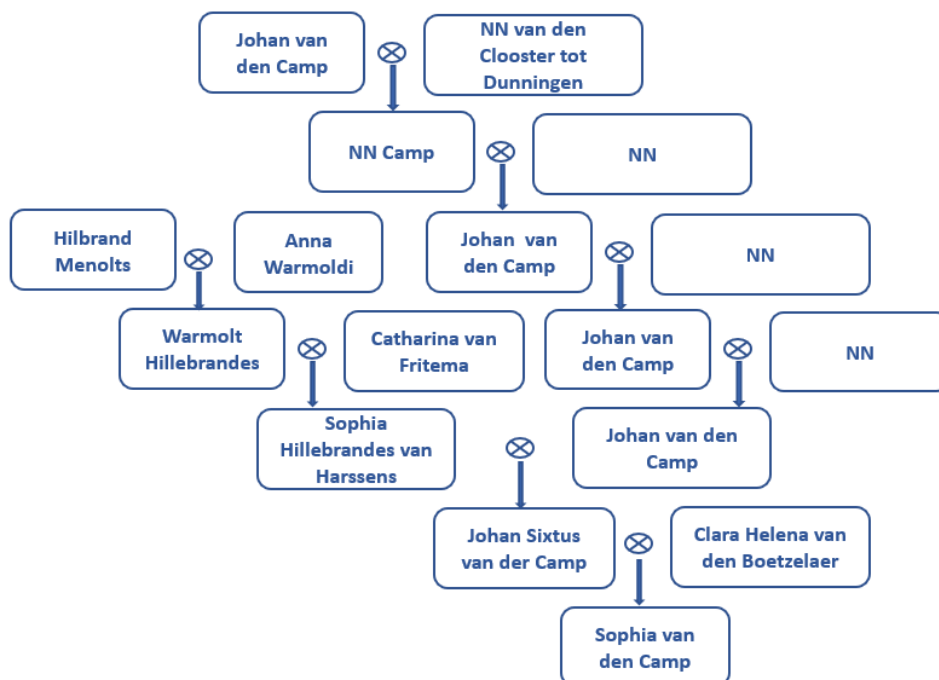 Johan van
den Camp
NN van den
Clooster tot
Dunningen
NN Camp
NN
Hilbrand
Menolts
Anna
Warmoldi
Johan van
den Camp
NN
Warmolt
Hillebrandes
Catharina van
Fritema
Johan van
den Camp
NN
Sophia
Hillebrandes van
Harssens
Johan van den
Camp
Johan Sixtus
van der Camp
Clara Helena van
den Boetzelaer
Sophia van
den Camp